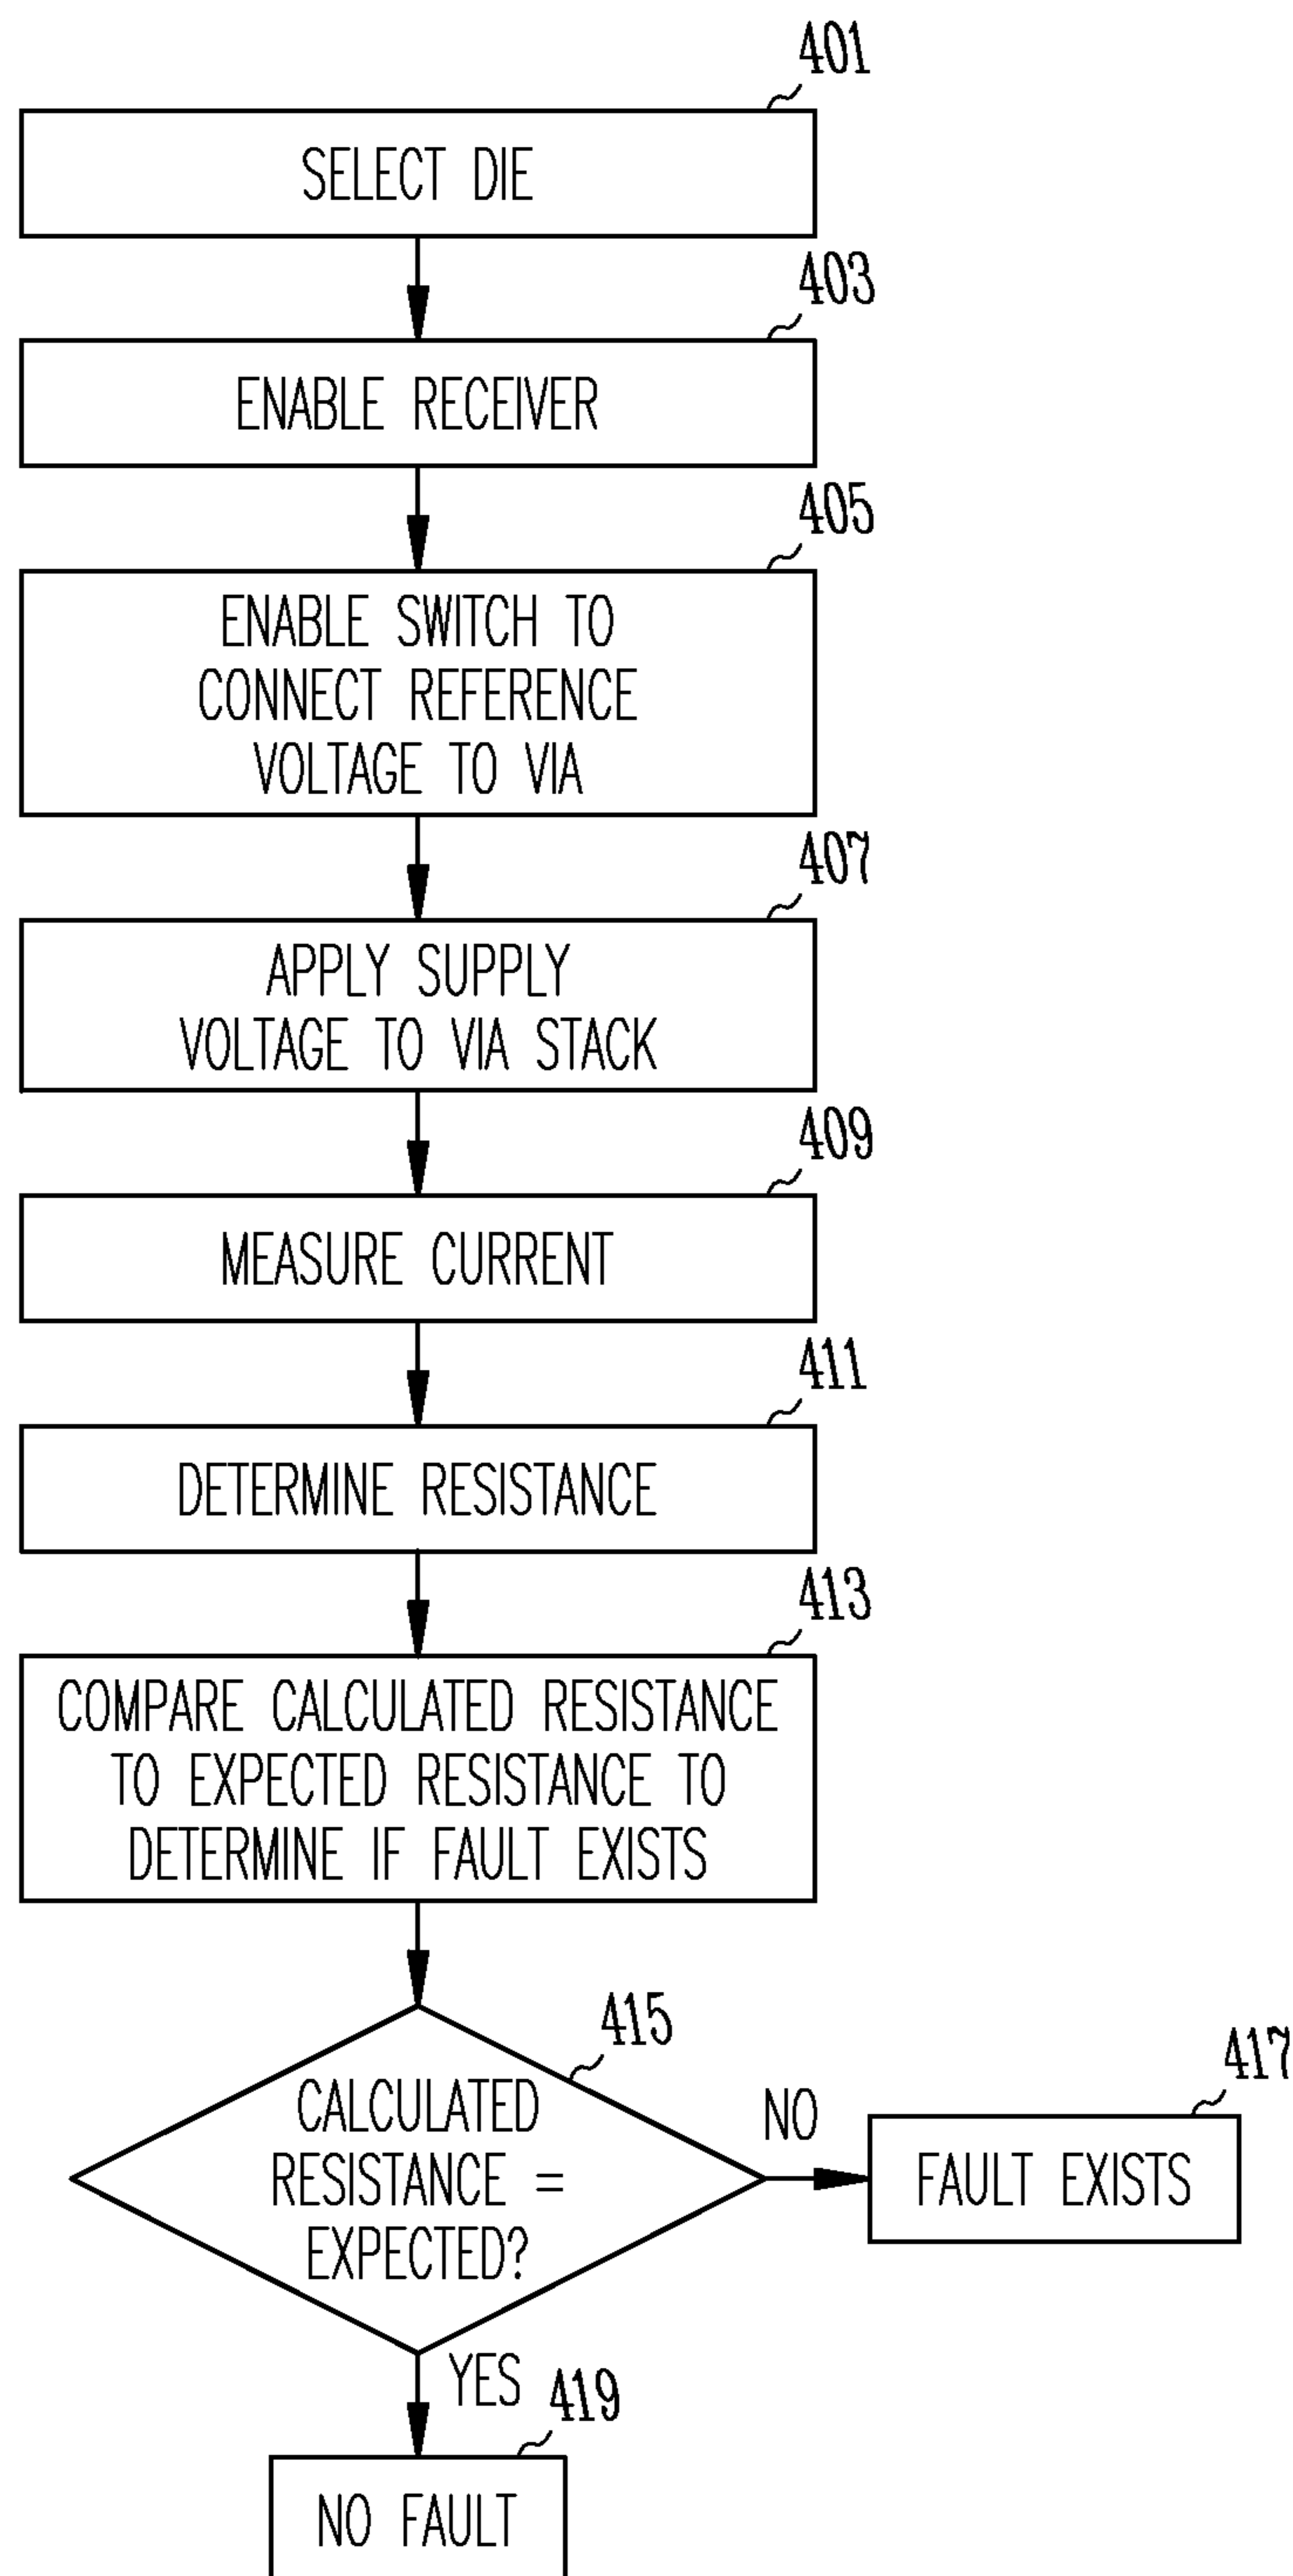 401
SELECT DIE
403
ENABLE RECEIVER
405
ENABLE SWITCH TO
CONNECT REFERENCE
VOLTAGE TO VIA
407
APPLY SUPPLY
VOLTAGE TO VIA STACK
409
MEASURE CURRENT
411
DETERMINE RESISTANCE
413
COMPARE CALCULATED RESISTANCE
TO EXPECTED RESISTANCE TO
DETERMINE IF FAULT EXISTS
415
CALCULATED
RESISTANCE =
EXPECTED?
NO
417
FAULT EXISTS
YES
419
NO FAULT